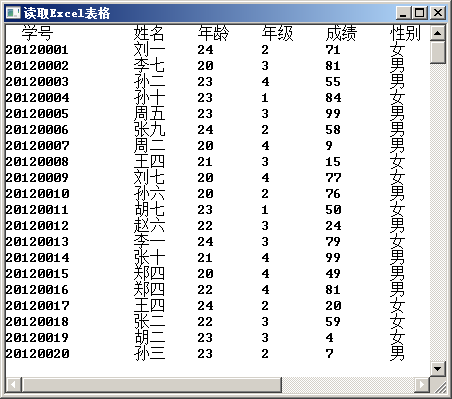 读取Excel表格
学号 姓名 年龄 年级 成绩 性别
20120001 刘一 24 2 71 女
20120002 李七 20 3 81 男
20120003 孙二 23 4 55 男
20120004 孙十 23 1 84 女
20120005 周五 23 3 99 男
20120006 张九 24 2 58 男
20120007 周二 20 4 9 男
20120008 王四 21 3 15 女
20120009 刘七 20 4 77 女
20120010 孙六 20 2 76 男
20120011 胡七 23 1 50 女
20120012 赵六 22 3 24 男
20120013 李一 24 3 79 女
20120014 张十 21 4 99 男
20120015 郑四 20 4 49 男
20120016 郑四 22 4 81 男
20120017 王四 24 2 20 女
20120018 张二 22 3 59 女
20120019 胡二 23 3 4 女
20120020 孙三 23 2 7 男